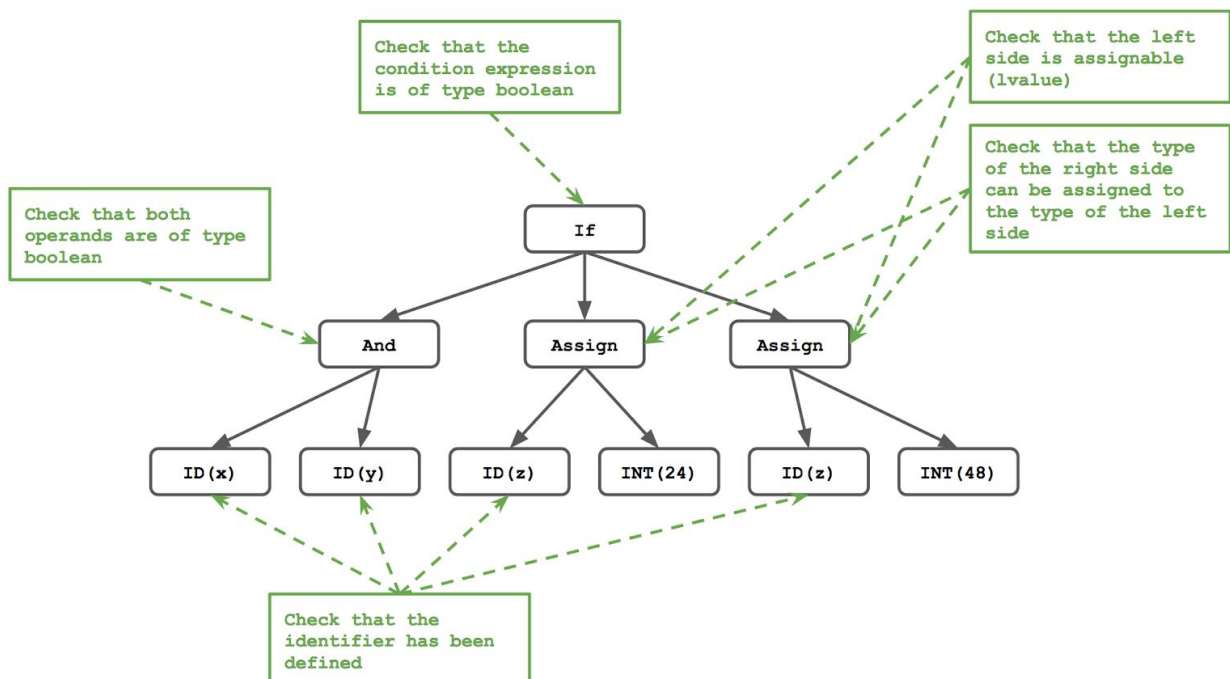 Check that the
condition expression
is of type boolean
Check that the left
side is assignable
(lvalue)
Check that the type
of the right side
can be assigned to
the type of the left
side
Check that both
operands are of type
boolean
If
And
Assign
Assign
ID(x)
ID(y)
ID(z)
INT(24)
ID(z)
INT(48)
Check that the
identifier has been
defined